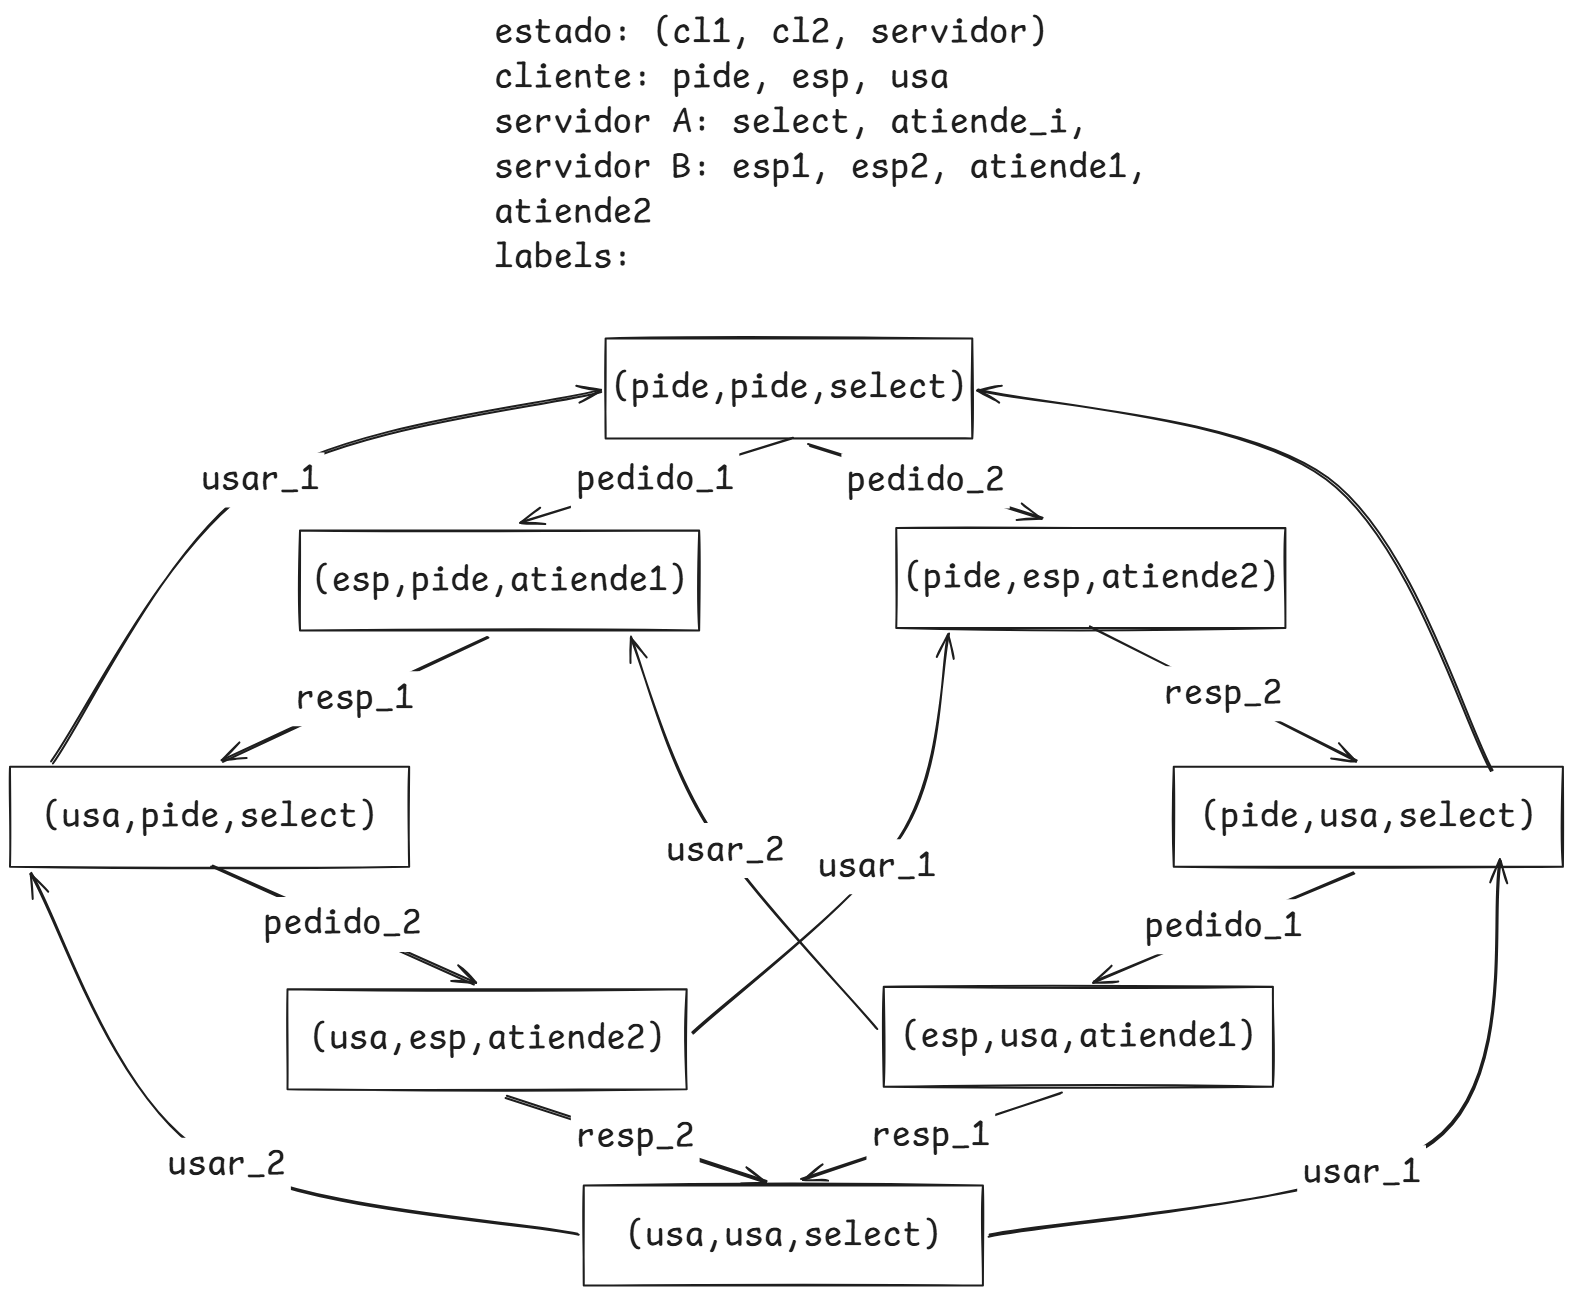 estado: (cl1, cl2, servidor)
cliente: pide, esp, usa
servidor A: select, atiende_i,
servidor B: esp1, esp2, atiende1,
atiende2
labels:
(pide,pide,select)
usar_1
pedido_1
pedido_2
(esp,pide,atiende1)
(pide,esp,atiende2)
resp_1
resp_2
(usa,pide,select)
(pide,usa,select)
usar_2
usar_1
pedido_2
pedido_1
(usa,esp,atiende2)
(esp,usa,atiende1)
resp_2
resp_1
usar_2
usar_1
(usa,usa,select)